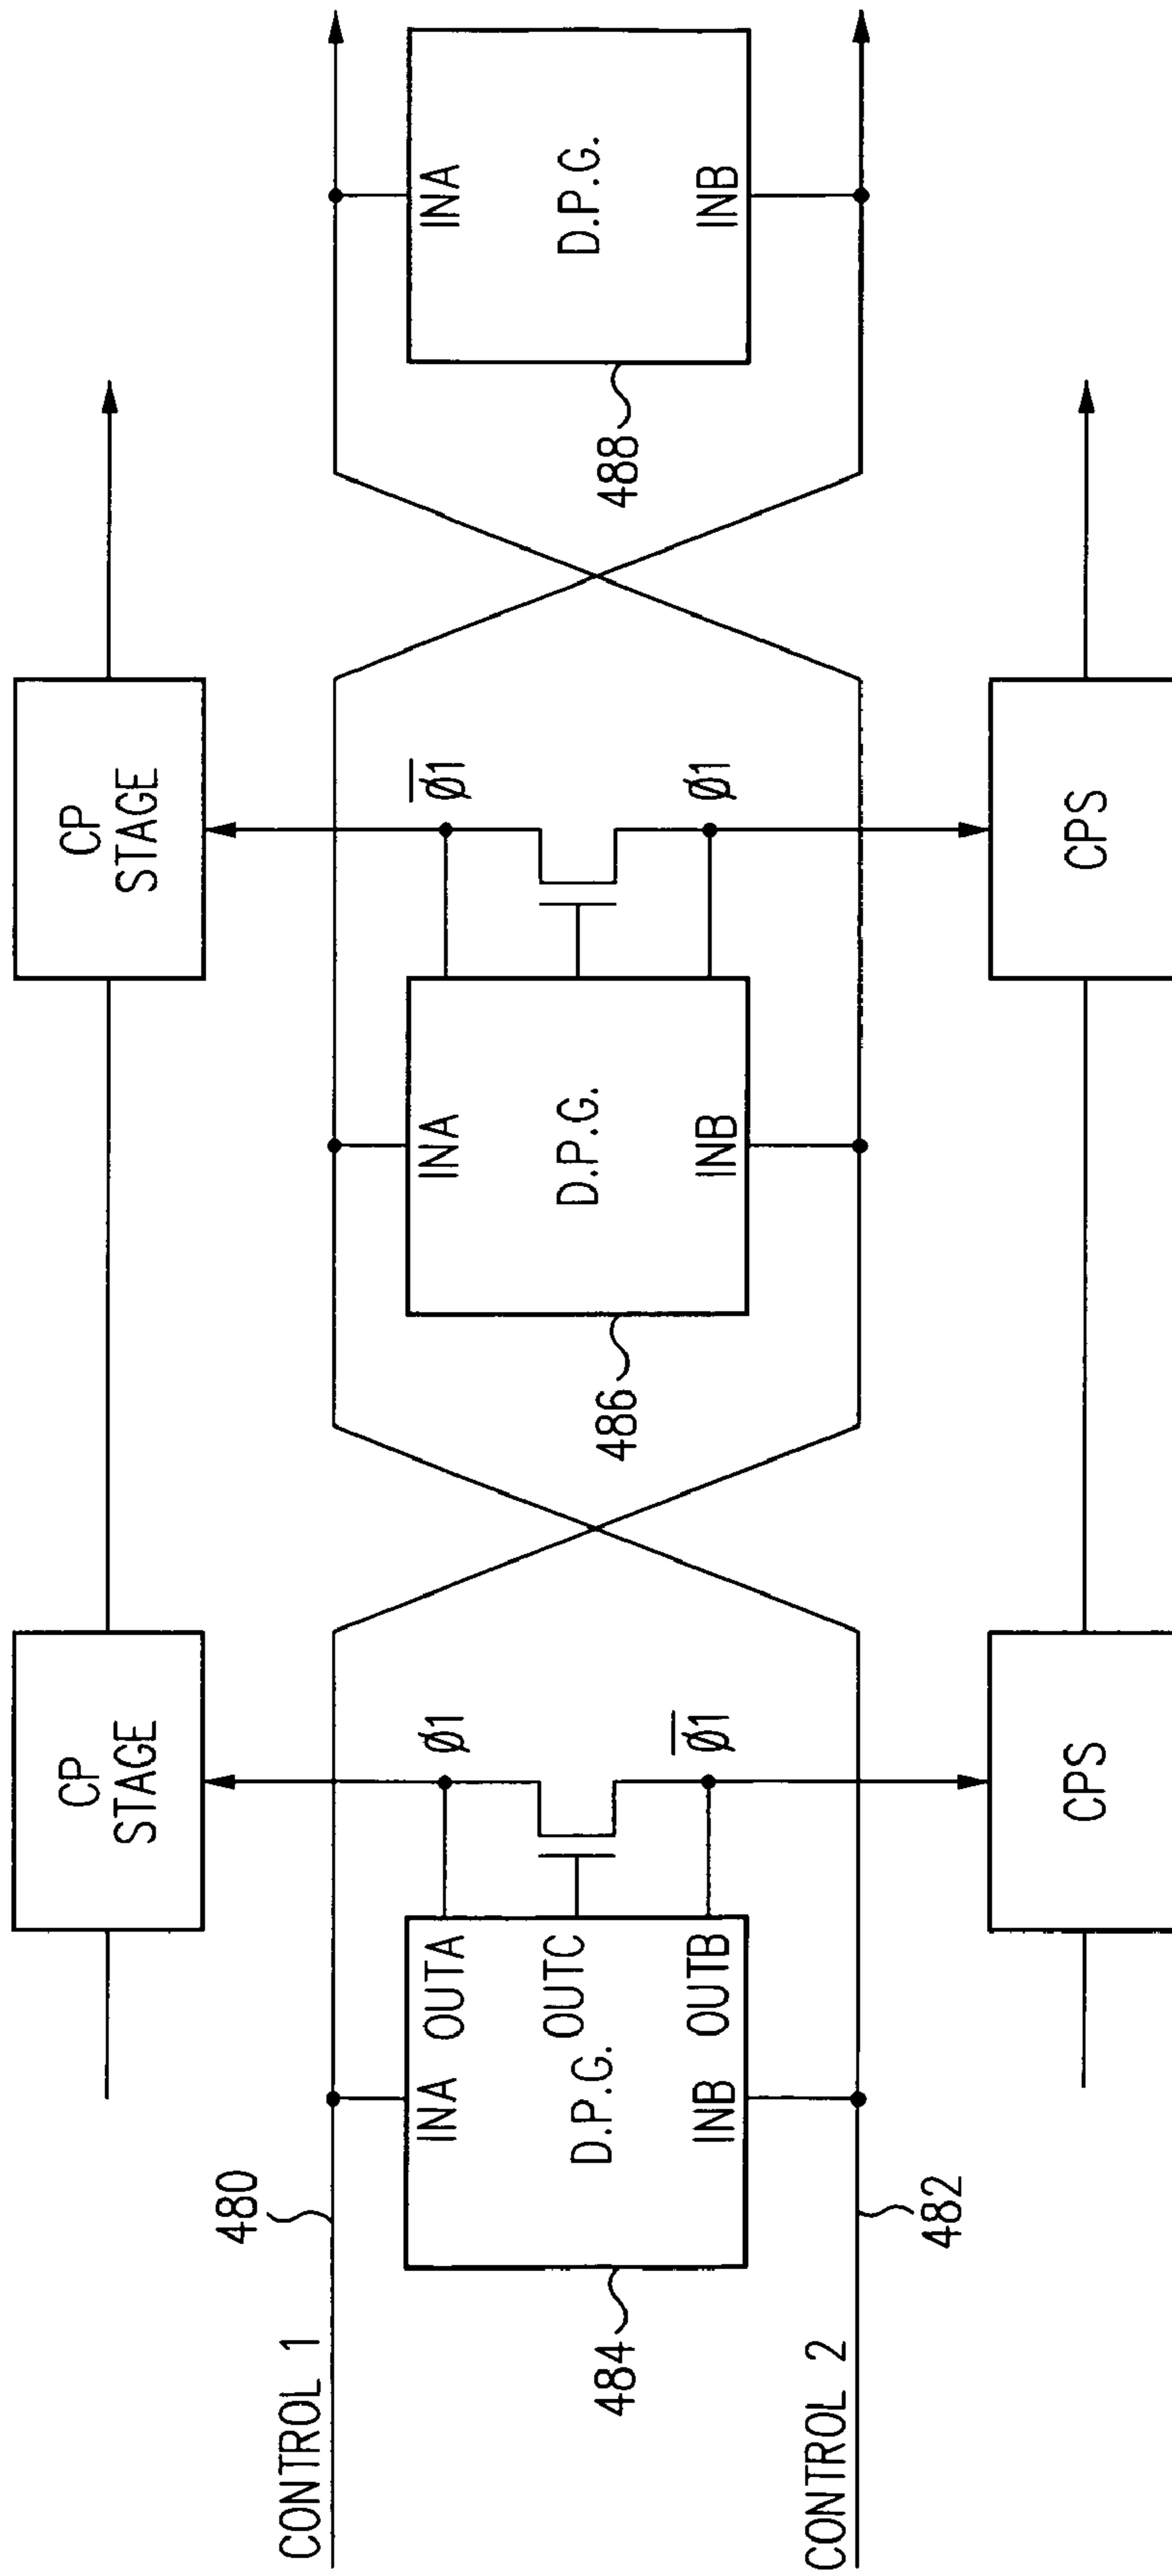 CP
STAGE
CP
STAGE
CONTROL 1
480
INA
OUTA
Ø1
INA
Ø1
INA
484
D.P.G.
OUTC
486
D.P.G.
488
D.P.G.
INB
OUTB
Ø1
INB
Ø1
INB
CONTROL 2
482
CPS
CPS